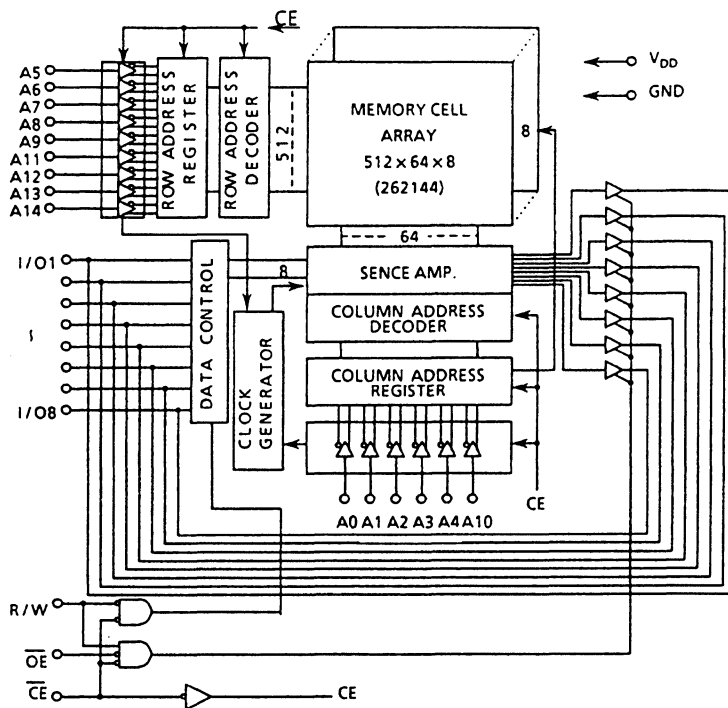 CE
A5
A6
A7
A8
A9
A11
A12
A13
A14
ROW ADDRESS
REGISTER
ROW ADDRESS
DECODER
512
MEMORY CELL
ARRAY
512×64×8
(262144)
8
VDD
GND
64
I/O1
I/O8
DATA CONTROL
8
SENCE AMP.
COLUMN ADDRESS
DECODER
CLOCK
GENERATOR
COLUMN ADDRESS
REGISTER
A0 A1 A2 A3 A4 A10
CE
R/W
OE
CE
CE